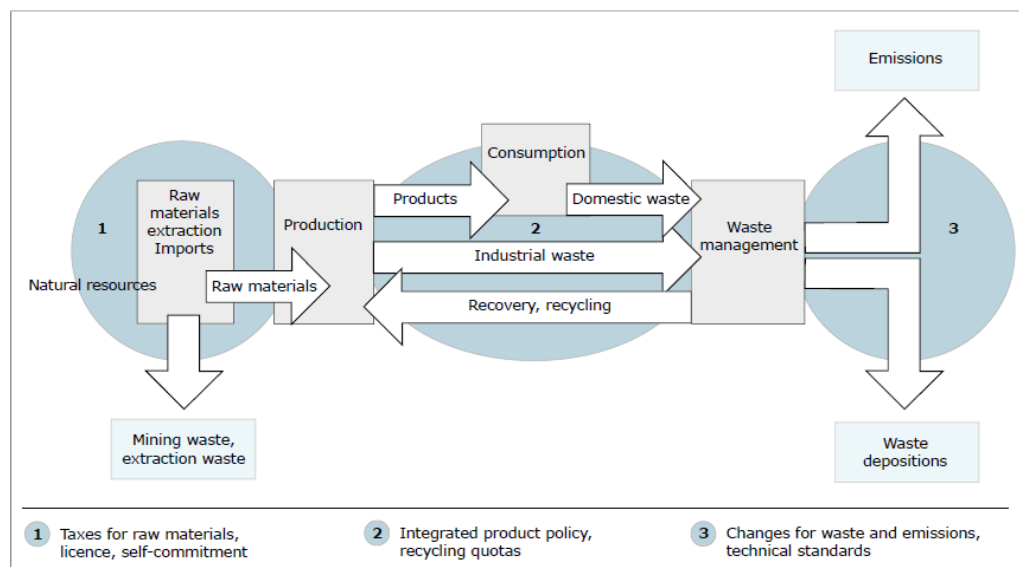 Emissions
Consumption
1
Raw
materials
extraction
Imports
Production
Products
Domestic waste
2
Waste
management
3
Industrial waste
Natural resources
Raw materials
Recovery, recycling
Mining waste,
extraction waste
Waste
depositions
1 Taxes for raw materials,
licence, self-commitment
2 Integrated product policy,
recycling quotas
3 Changes for waste and emissions,
technical standards